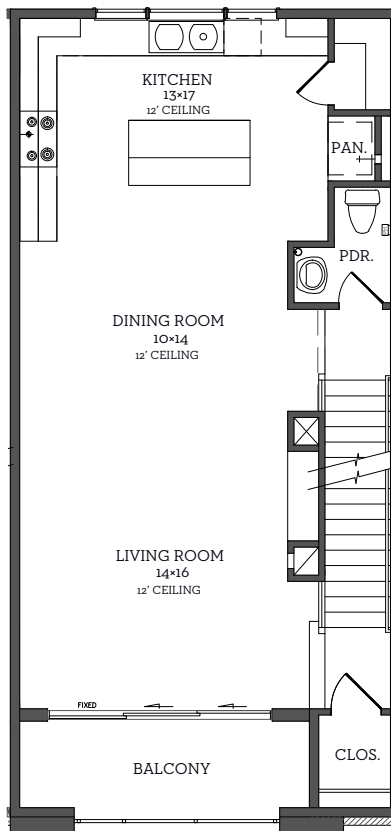 KITCHEN
13×17
12' CEILING
PAN.
PDR.
DINING ROOM
10×14
12' CEILING
LIVING ROOM
14×16
12' CEILING
FIXED
BALCONY
CLOS.